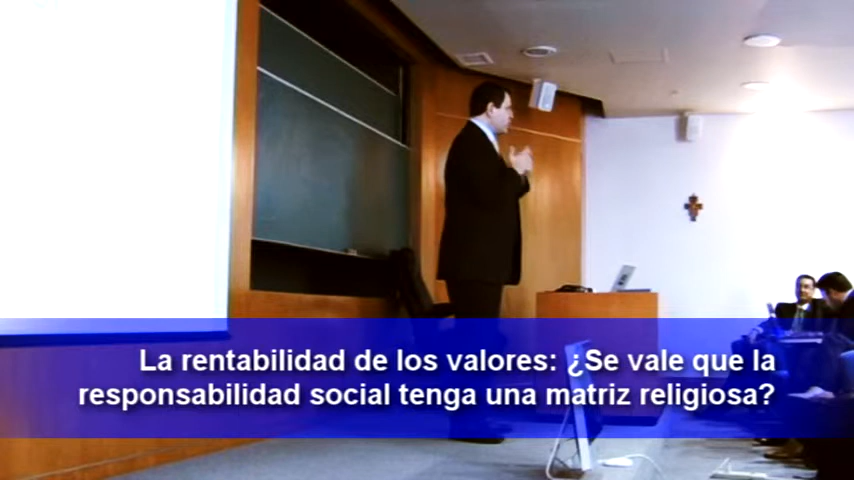 La rentabilidad de los valores: ¿Se vale que la
responsabilidad social tenga una matriz religiosa?